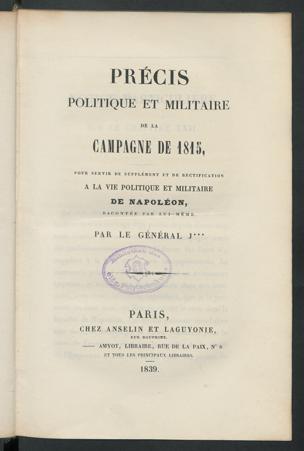 PRÉCIS
POLITIQUE ET MILITAIRE
DE LA
CAMPAGNE DE 1815,
POUR SERVIR DE SUPPLÉMENT ET DE RECTIFICATION
A LA VIE POLITIQUE ET MILITAIRE
DE NAPOLÉON,
RACONTÉE PAR LUI-MÊME.
PAR LE GÉNÉRAL J***
PARIS,
CHEZ ANSELIN ET LAGUYONIE,
RUE DAUPHINE.
—— AMYOT, LIBRAIRE, RUE DE LA PAIX, Nº 6
ET TOUS LES PRINCIPAUX LIBRAIRES.
1839.